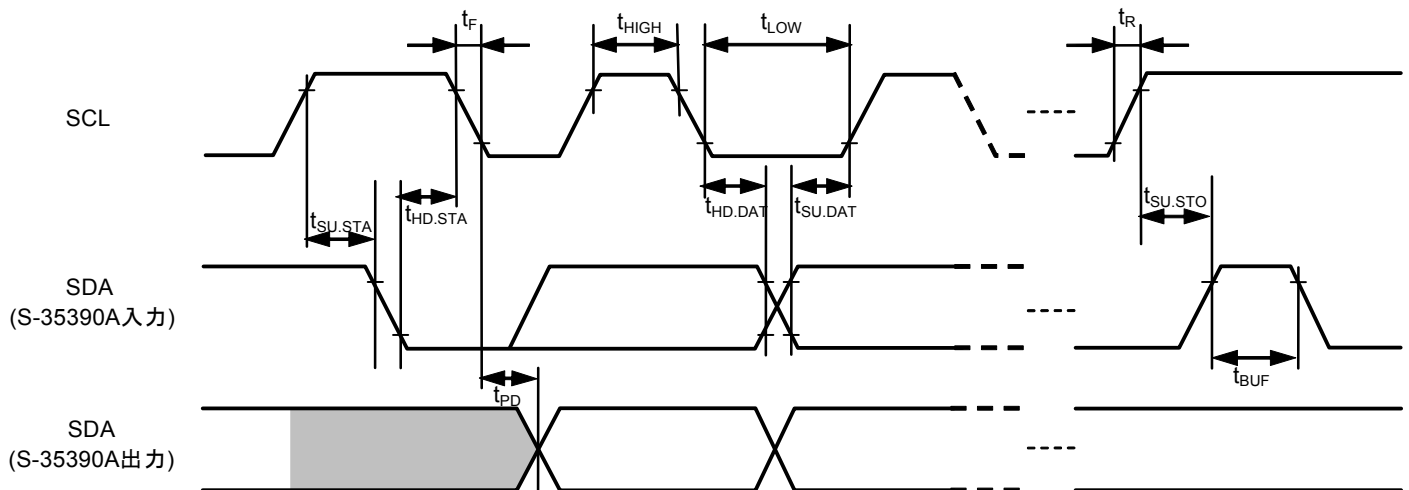 tF
tHIGH
tLOW
tR
SCL
tSU.STA
tHD.STA
tHD.DAT
tSU.DAT
tSU.STO
SDA
(S-35390A入力)
tBUF
tPD
SDA
(S-35390A出力)